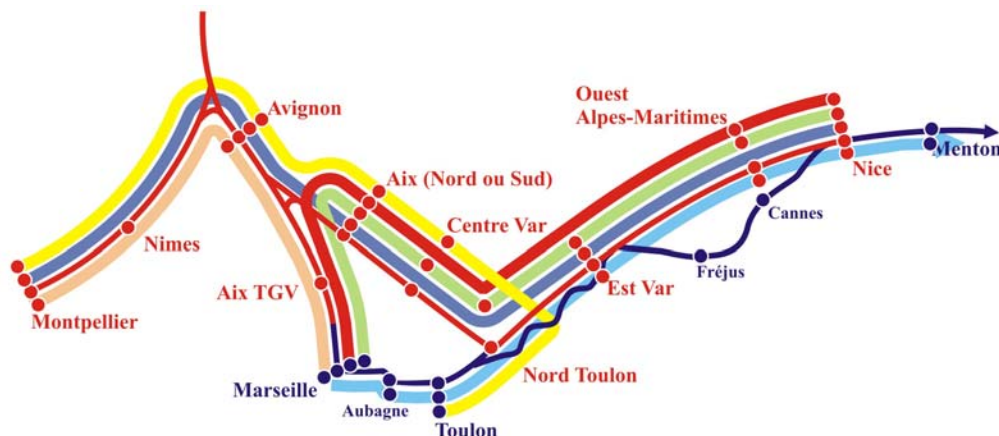 Avignon
Ouest
Alpes-Maritimes
Aix (Nord ou Sud)
Menton
Nice
Centre Var
Cannes
Nimes
Fréjus
Aix TGV
Est Var
Montpellier
Nord Toulon
Marseille
Aubagne
Toulon